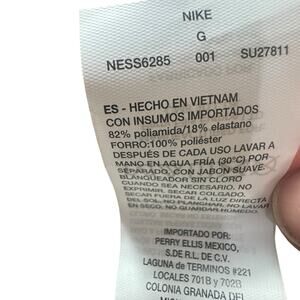 NIKE
G
NESS6285 001 SU27811
ES - HECHO EN VIETNAM
CON INSUMOS IMPORTADOS
82% poliamida/18% elastano
FORRO:100% poliéster
DESPUÉS DE CADA USO LAVAR A
MANO EN AGUA FRÍA (30°C) POR
SEPARADO, CON JABON SUAVE.
BLANQUEADOR SIN CLORO
CUANDO SEA NECESARIO. NO
EXPRIMIR. SECAR COLGADO.
SECAR FUERA DE LA LUZ DIRECTA
DEL SOL. NO PLANCHAR. NO LAVAR
EN SECO. NO GUARDAR HÚMEDO.
IMPORTADO POR:
PERRY ELLIS MEXICO,
S.DE R.L. DE C.V.
LAGUNA de TERMINOS #221
LOCALES 701B y 702B
COLONIA GRANADA DEL